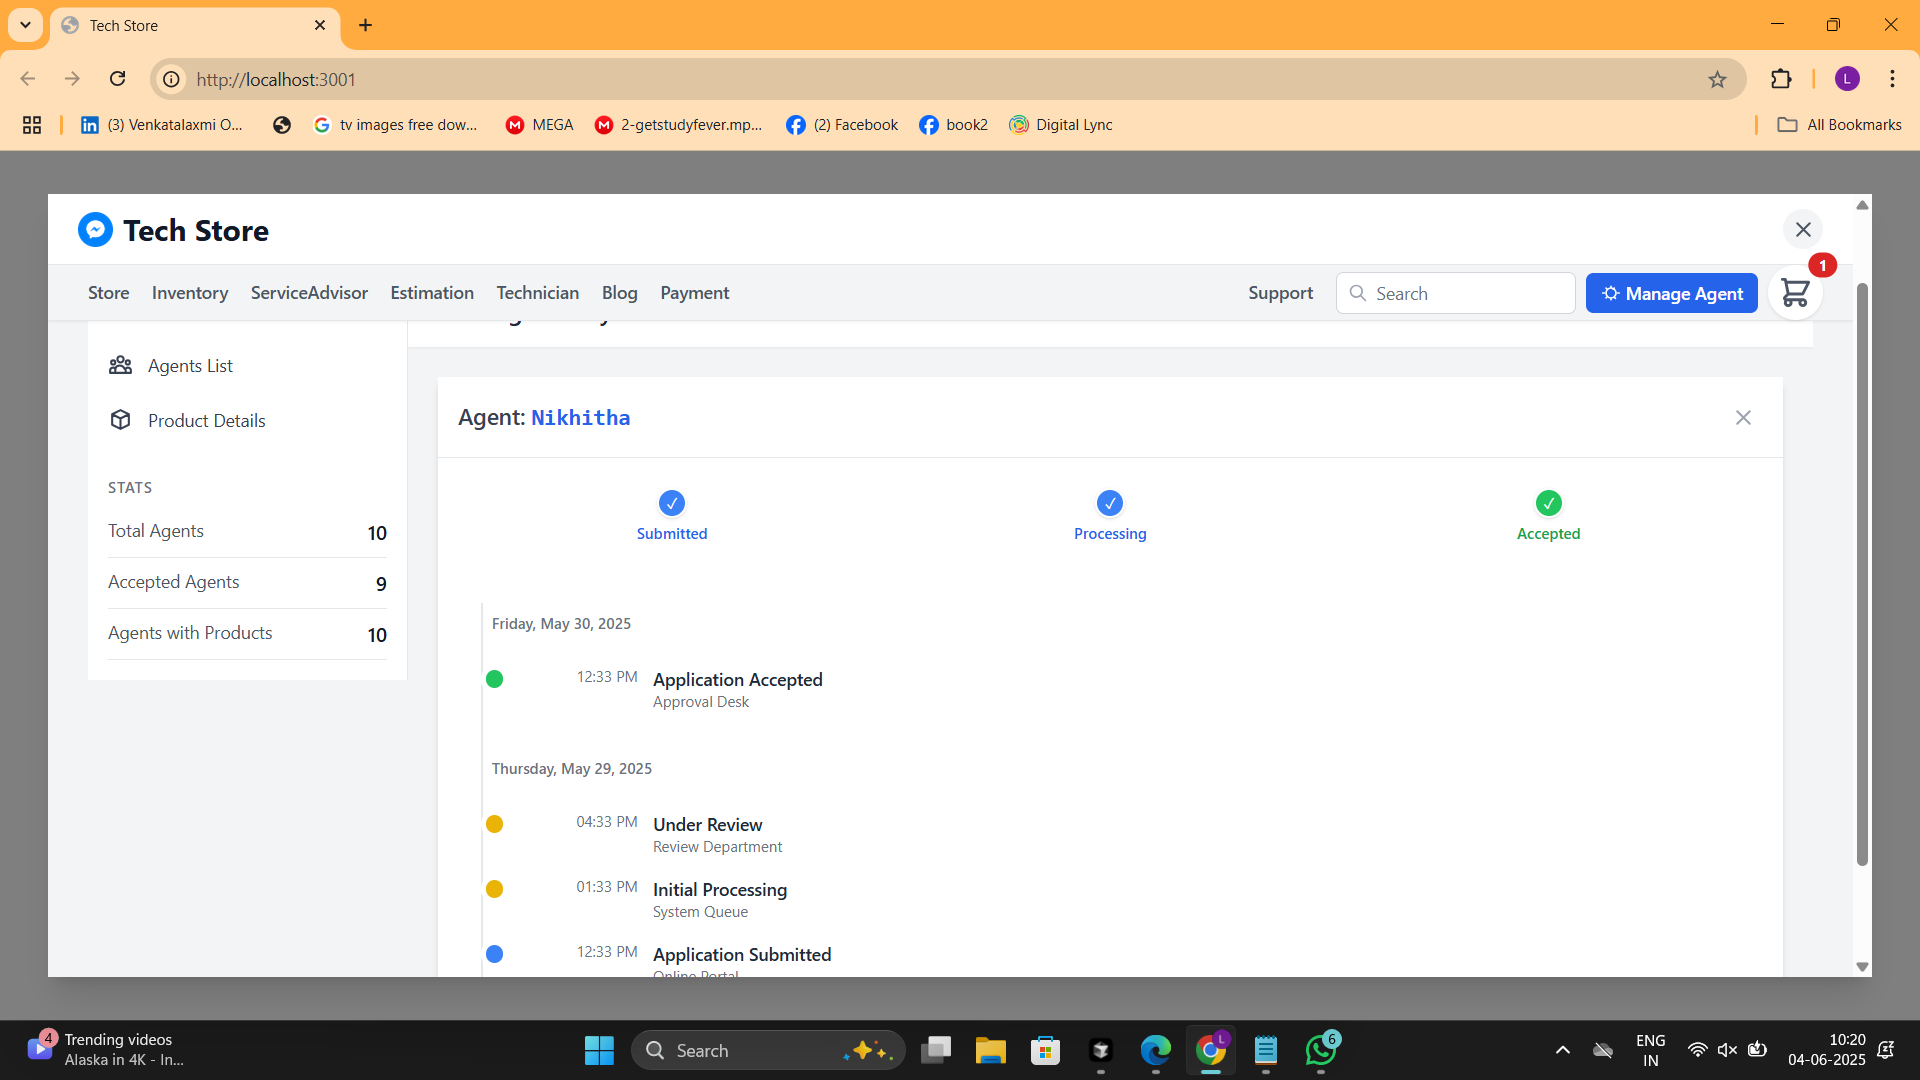 Tech Store
http://localhost:3001
L
(3) Venkatalaxmi O...
tv images free dow...
MEGA
2-getstudyfever.mp...
(2) Facebook
book2
Digital Lync
All Bookmarks
Tech Store
1
Store Inventory ServiceAdvisor Estimation Technician Blog Payment Support Search Manage Agent
Agents List
Product Details
STATS
Total Agents 10
Accepted Agents 9
Agents with Products 10
Agent: Nikhitha
Submitted Processing Accepted
Friday, May 30, 2025
12:33 PM Application Accepted
Approval Desk
Thursday, May 29, 2025
04:33 PM Under Review
Review Department
01:33 PM Initial Processing
System Queue
12:33 PM Application Submitted
Online Portal
4
Trending videos
Alaska in 4K - In...
Search
L
6
ENG
IN
10:20
04-06-2025